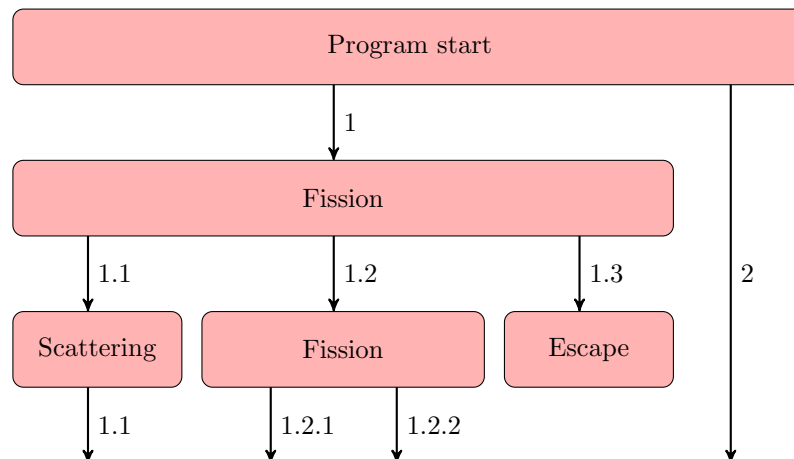 Program start
1
Fission
1.1
1.2
1.3
2
Scattering
Fission
Escape
1.1
1.2.1
1.2.2